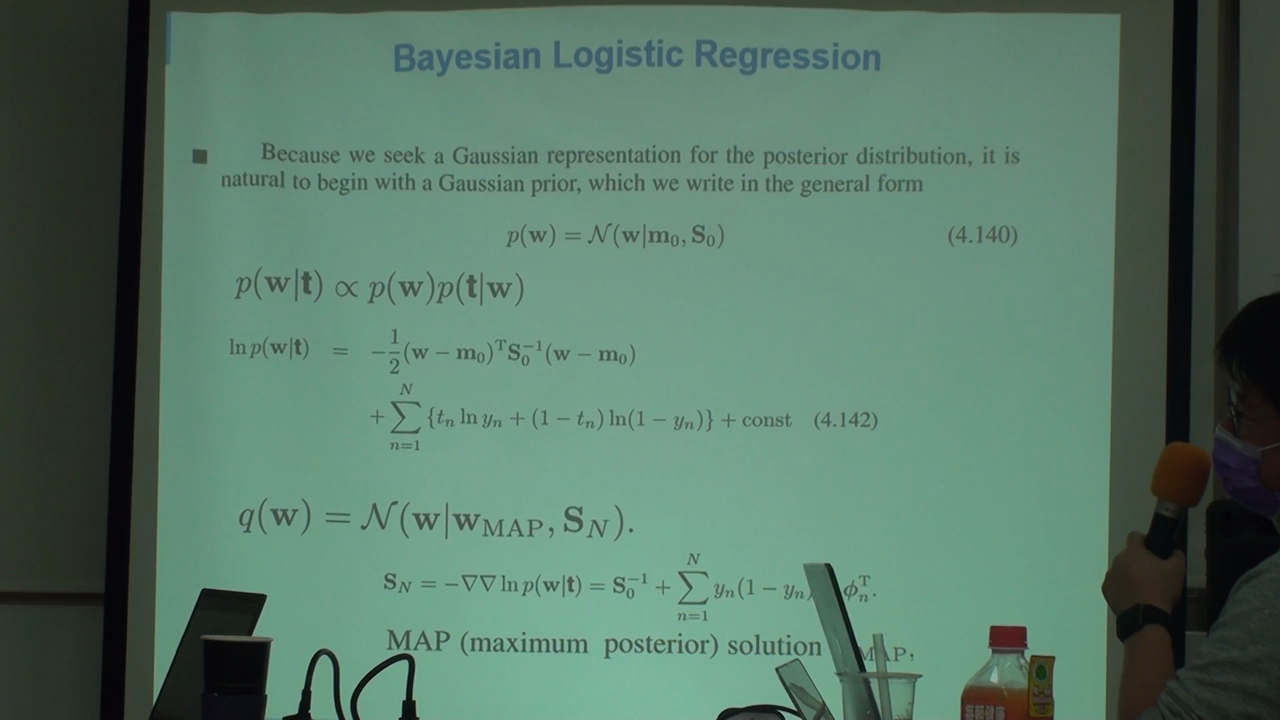 Bayesian Logistic Regression
Because we seek a Gaussian representation for the posterior distribution, it is
natural to begin with a Gaussian prior, which we write in the general form
p(w) = N(w|m₀, S₀) (4.140)
p(w|t) ∝ p(w)p(t|w)
ln p(w|t) = −1/2(w − m₀)ᵀS₀⁻¹(w − m₀)
+ ∑ₙ₌₁ᴺ {tₙ ln yₙ + (1 − tₙ) ln(1 − yₙ)} + const (4.142)
q(w) = N(w|w_MAP, S_N).
S_N = −∇∇ ln p(w|t) = S₀⁻¹ + ∑ₙ₌₁ᴺ yₙ(1 − yₙ) ϕₙᵀ.
MAP (maximum posterior) solution MAP,